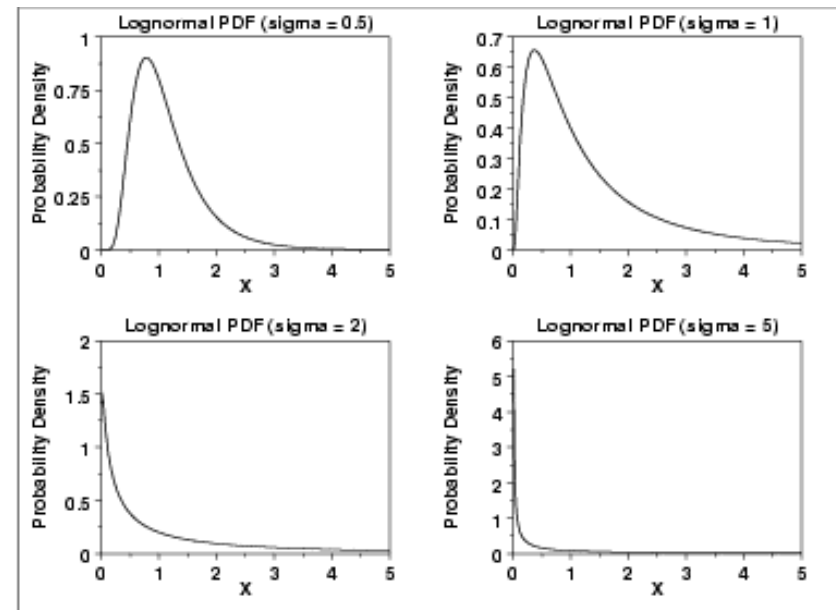 Lognormal PDF (sigma = 0.5)
Probability Density
1
0.75
0.5
0.25
0
0 1 2 3 4 5
X
Lognormal PDF (sigma = 1)
Probability Density
0.7
0.6
0.5
0.4
0.3
0.2
0.1
0
0 1 2 3 4 5
X
Lognormal PDF (sigma = 2)
Probability Density
2
1.5
1
0.5
0
0 1 2 3 4 5
X
Lognormal PDF (sigma = 5)
Probability Density
6
5
4
3
2
1
0
0 1 2 3 4 5
X